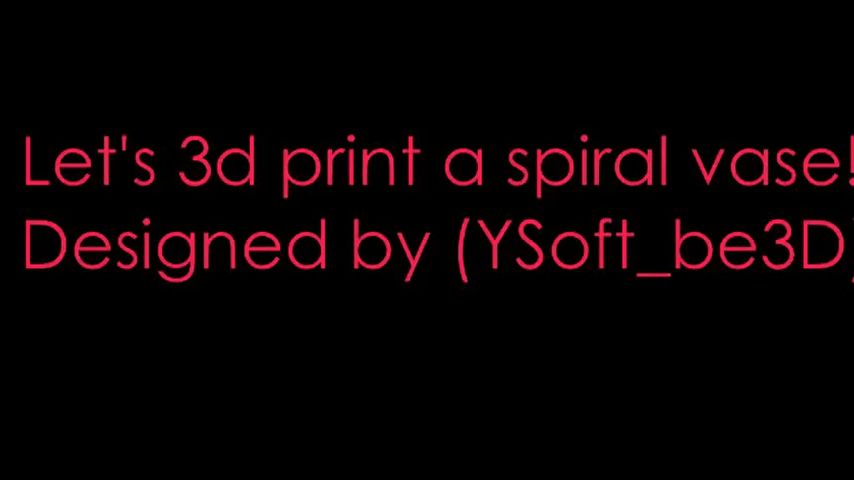 Let's 3d print a spiral vase!
Designed by (YSoft_be3D)